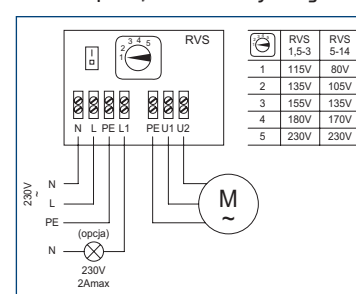 3
2 4
1 5
RVS
N L PE L1 PE U1 U2
230V
~
N
L
PE
(opcja)
N
230V
2Amax
M
~
RVS 1,5-3 RVS 5-14
1 115V 80V
2 135V 105V
3 155V 135V
4 180V 170V
5 230V 230V